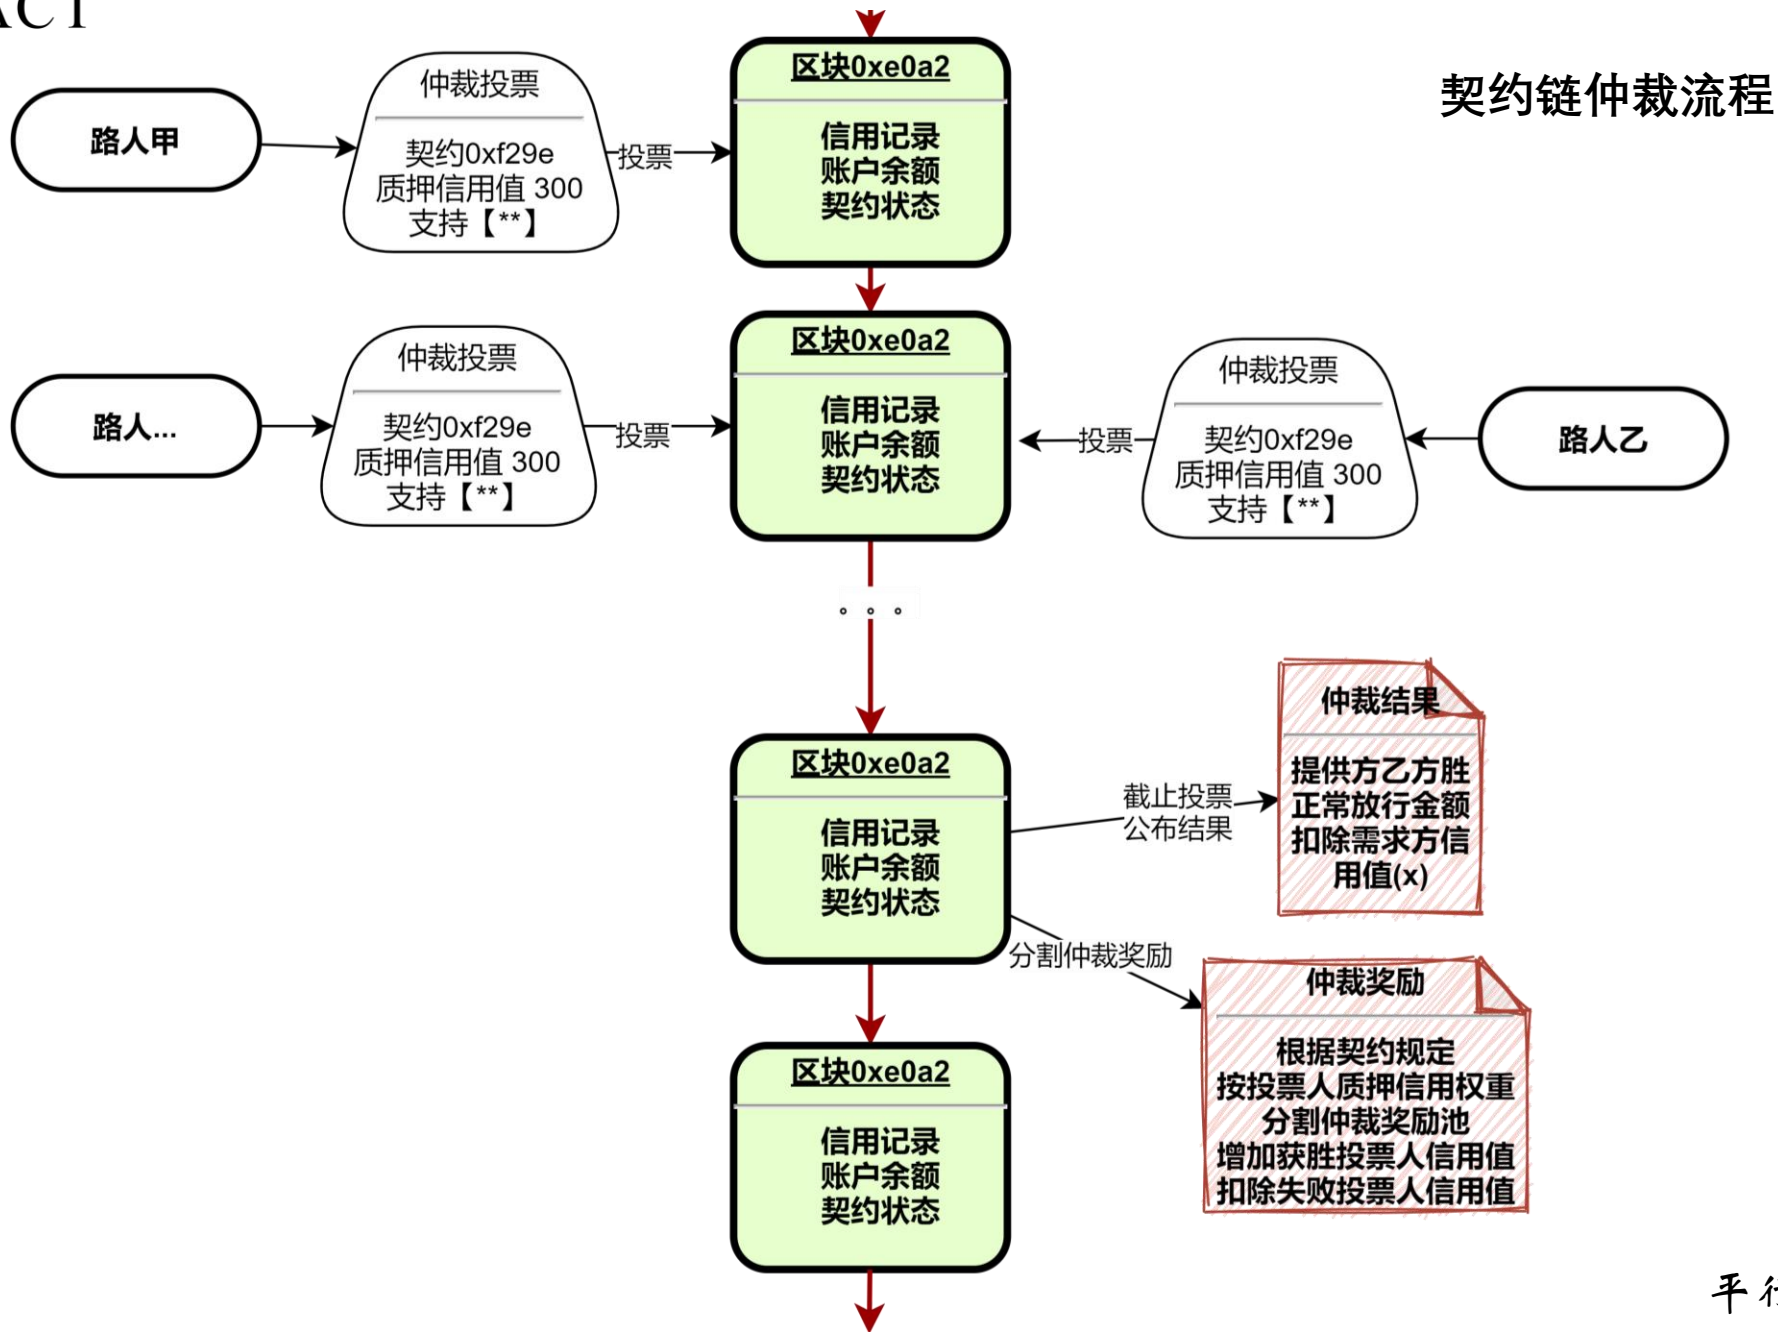 ACT
契约链仲裁流程
路人甲
仲裁投票
契约0xf29e
质押信用值 300
支持【**】
投票
区块0xe0a2
信用记录
账户余额
契约状态
路人...
仲裁投票
契约0xf29e
质押信用值 300
支持【**】
投票
区块0xe0a2
信用记录
账户余额
契约状态
投票
仲裁投票
契约0xf29e
质押信用值 300
支持【**】
路人乙
。。。
区块0xe0a2
信用记录
账户余额
契约状态
截止投票
公布结果
仲裁结果
提供方乙方胜
正常放行金额
扣除需求方信
用值(x)
分割仲裁奖励
仲裁奖励
根据契约规定
按投票人质押信用权重
分割仲裁奖励池
增加获胜投票人信用值
扣除失败投票人信用值
区块0xe0a2
信用记录
账户余额
契约状态
平行